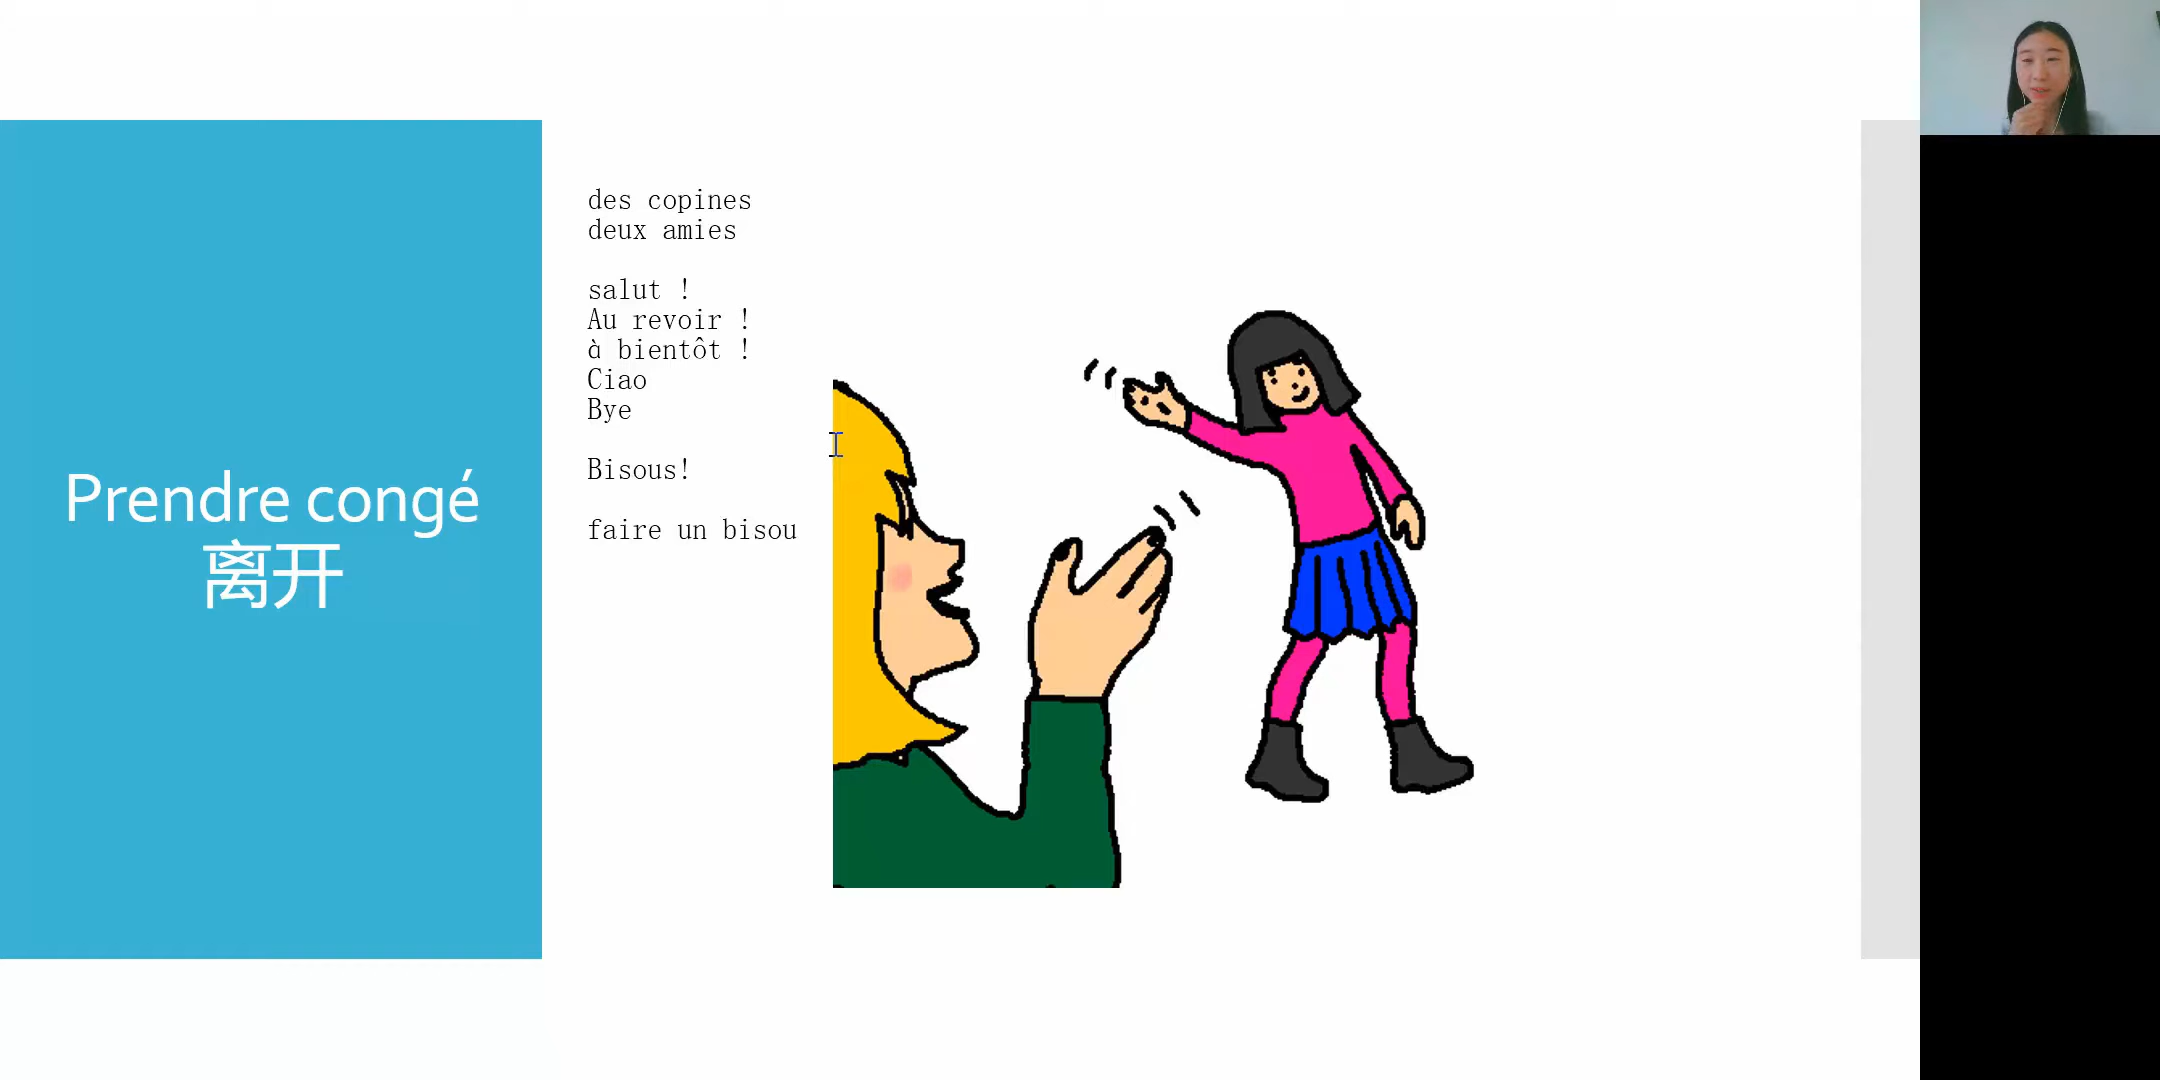 Prendre congé
离开
des copines
deux amies
salut !
Au revoir !
à bientôt !
Ciao
Bye
Bisous!
faire un bisou